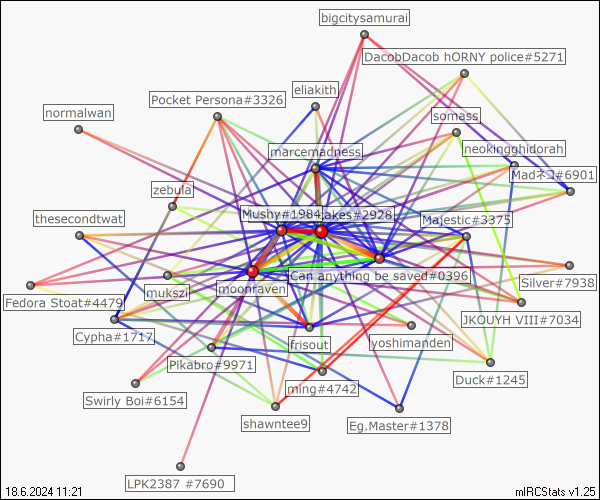 bigcitysamurai
DacobDacob hORNY police#5271
eliakith
Pocket Persona#3326
normalwan
somass
marcemadness
neokingghidorah
Madネコ#6901
zebula
thesecondtwat
Mushy#1984
akes#2928
Majestic#3375
Can anything be saved#0396
mukszi
moonraven
Silver#7938
Fedora Stoat#4479
JKOUYH VIII#7034
Cypha#1717
frisout
yoshimanden
Pikabro#9971
Duck#1245
ming#4742
Swirly Boi#6154
shawntee9
Eg.Master#1378
LPK2387 #7690
18.6.2024 11:21
mIRCStats v1.25